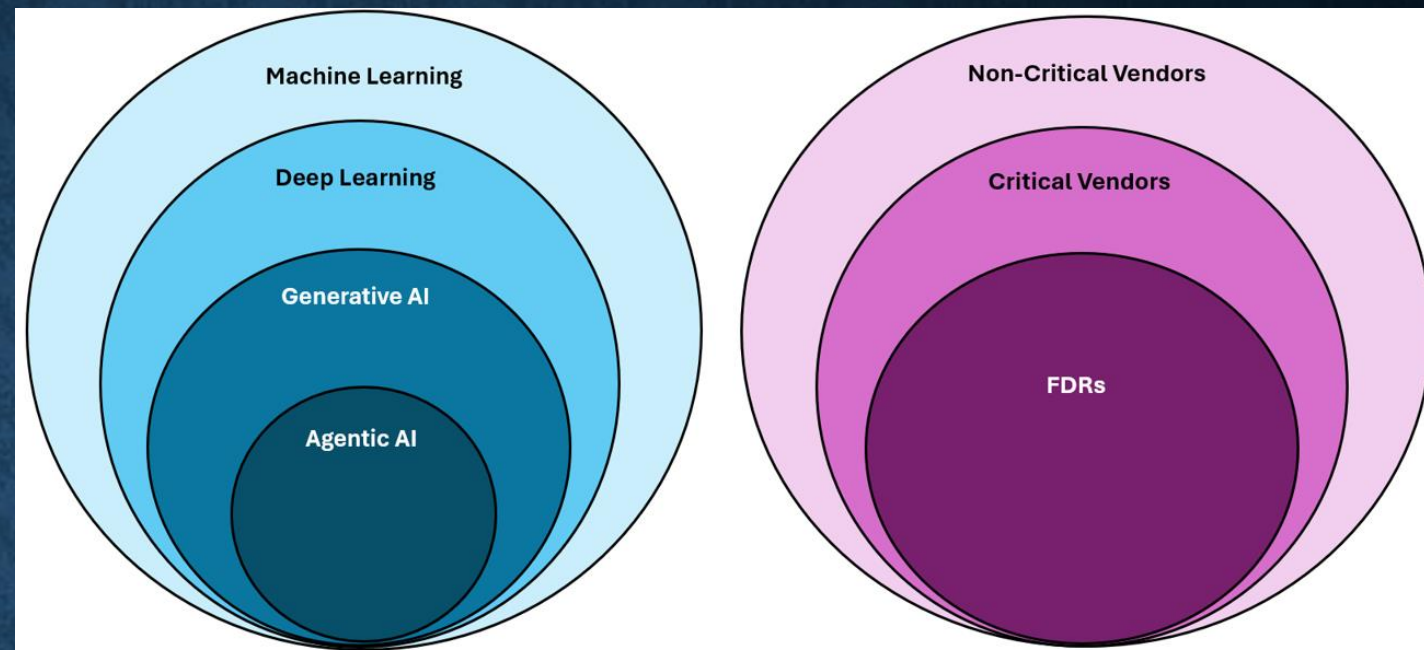 Machine Learning
Deep Learning
Generative AI
Agentic AI
Non-Critical Vendors
Critical Vendors
FDRs